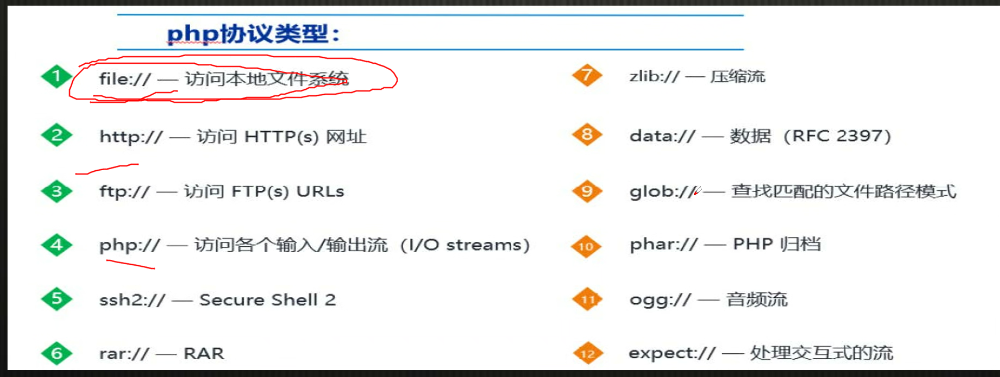 php协议类型：
1 file:// — 访问本地文件系统
2 http:// — 访问 HTTP(s) 网址
3 ftp:// — 访问 FTP(s) URLs
4 php:// — 访问各个输入/输出流（I/O streams）
5 ssh2:// — Secure Shell 2
6 rar:// — RAR
7 zlib:// — 压缩流
8 data:// — 数据（RFC 2397）
9 glob:// — 查找匹配的文件路径模式
10 phar:// — PHP 归档
11 ogg:// — 音频流
12 expect:// — 处理交互式的流